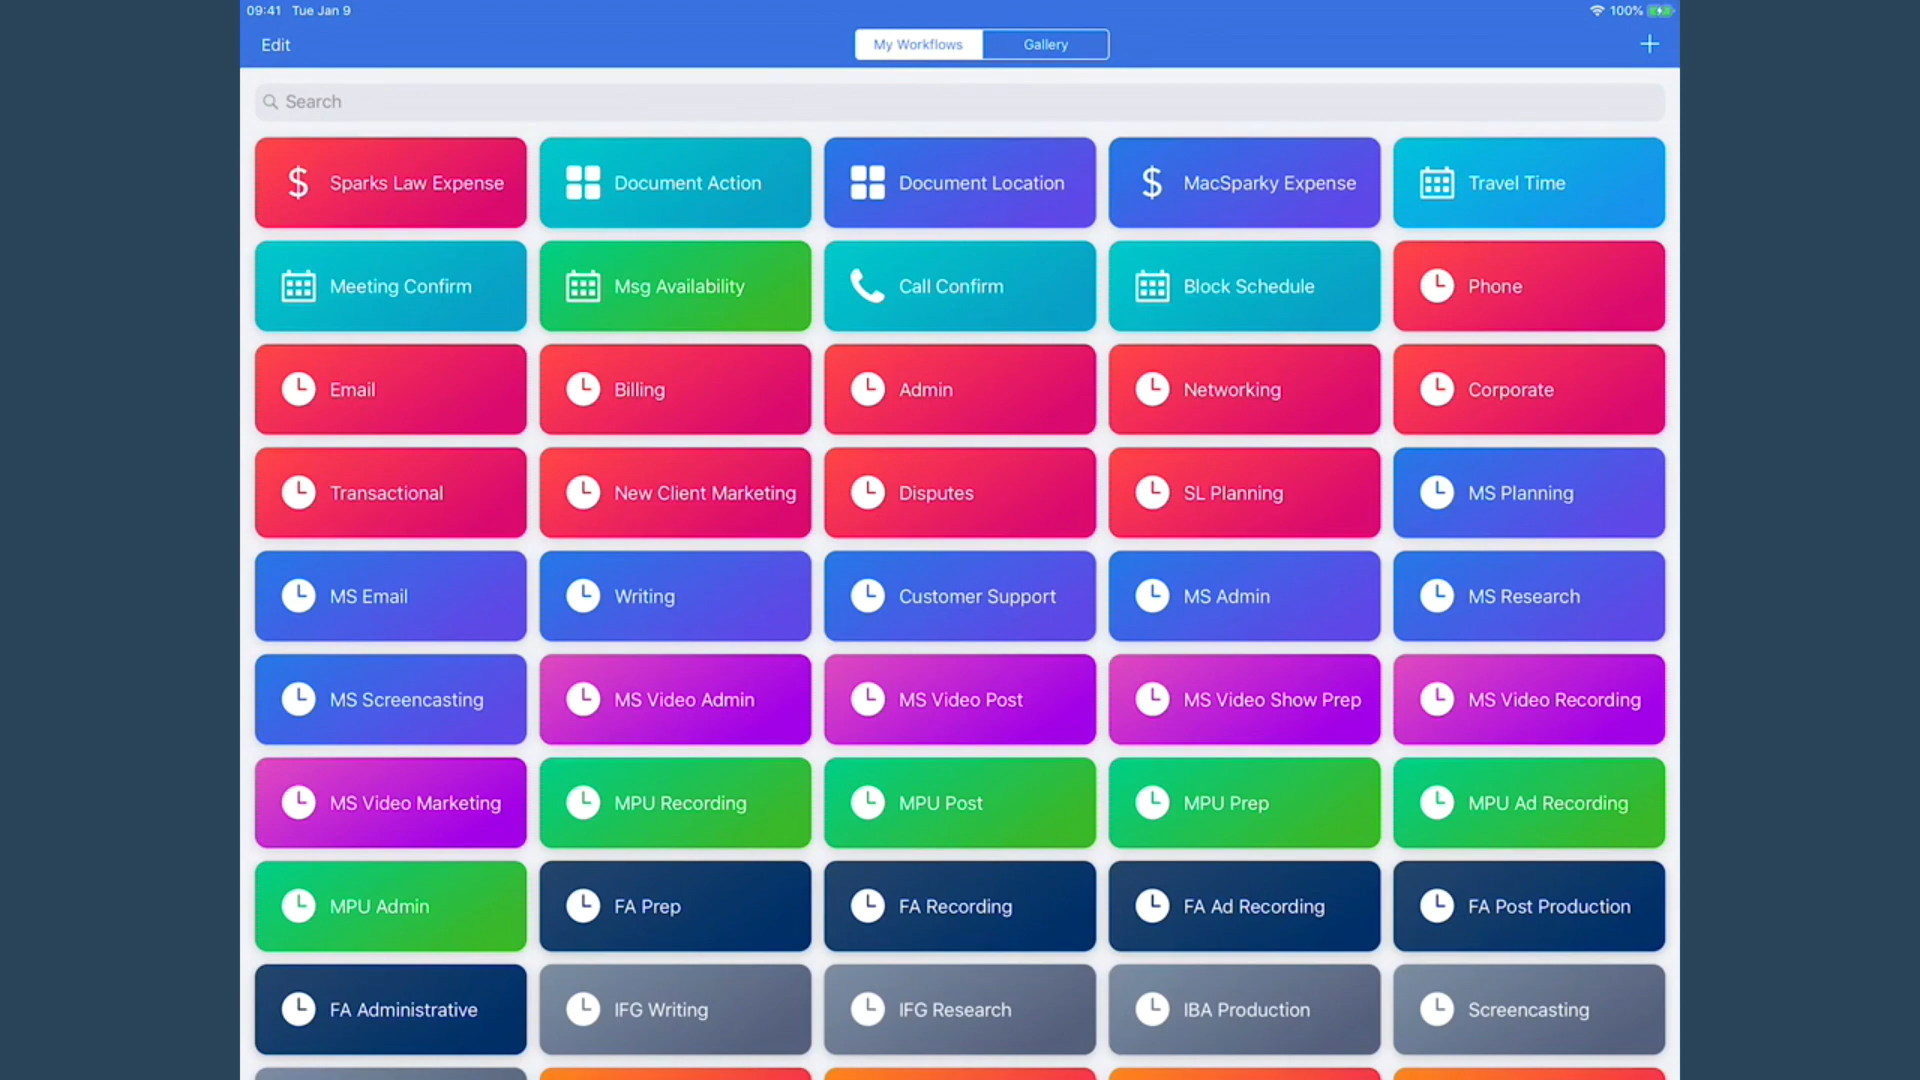 09:41 Tue Jan 9
100%
Edit
My Workflows
Gallery
Search
Sparks Law Expense
Document Action
Document Location
MacSparky Expense
Travel Time
Meeting Confirm
Msg Availability
Call Confirm
Block Schedule
Phone
Email
Billing
Admin
Networking
Corporate
Transactional
New Client Marketing
Disputes
SL Planning
MS Planning
MS Email
Writing
Customer Support
MS Admin
MS Research
MS Screencasting
MS Video Admin
MS Video Post
MS Video Show Prep
MS Video Recording
MS Video Marketing
MPU Recording
MPU Post
MPU Prep
MPU Ad Recording
MPU Admin
FA Prep
FA Recording
FA Ad Recording
FA Post Production
FA Administrative
IFG Writing
IFG Research
IBA Production
Screencasting